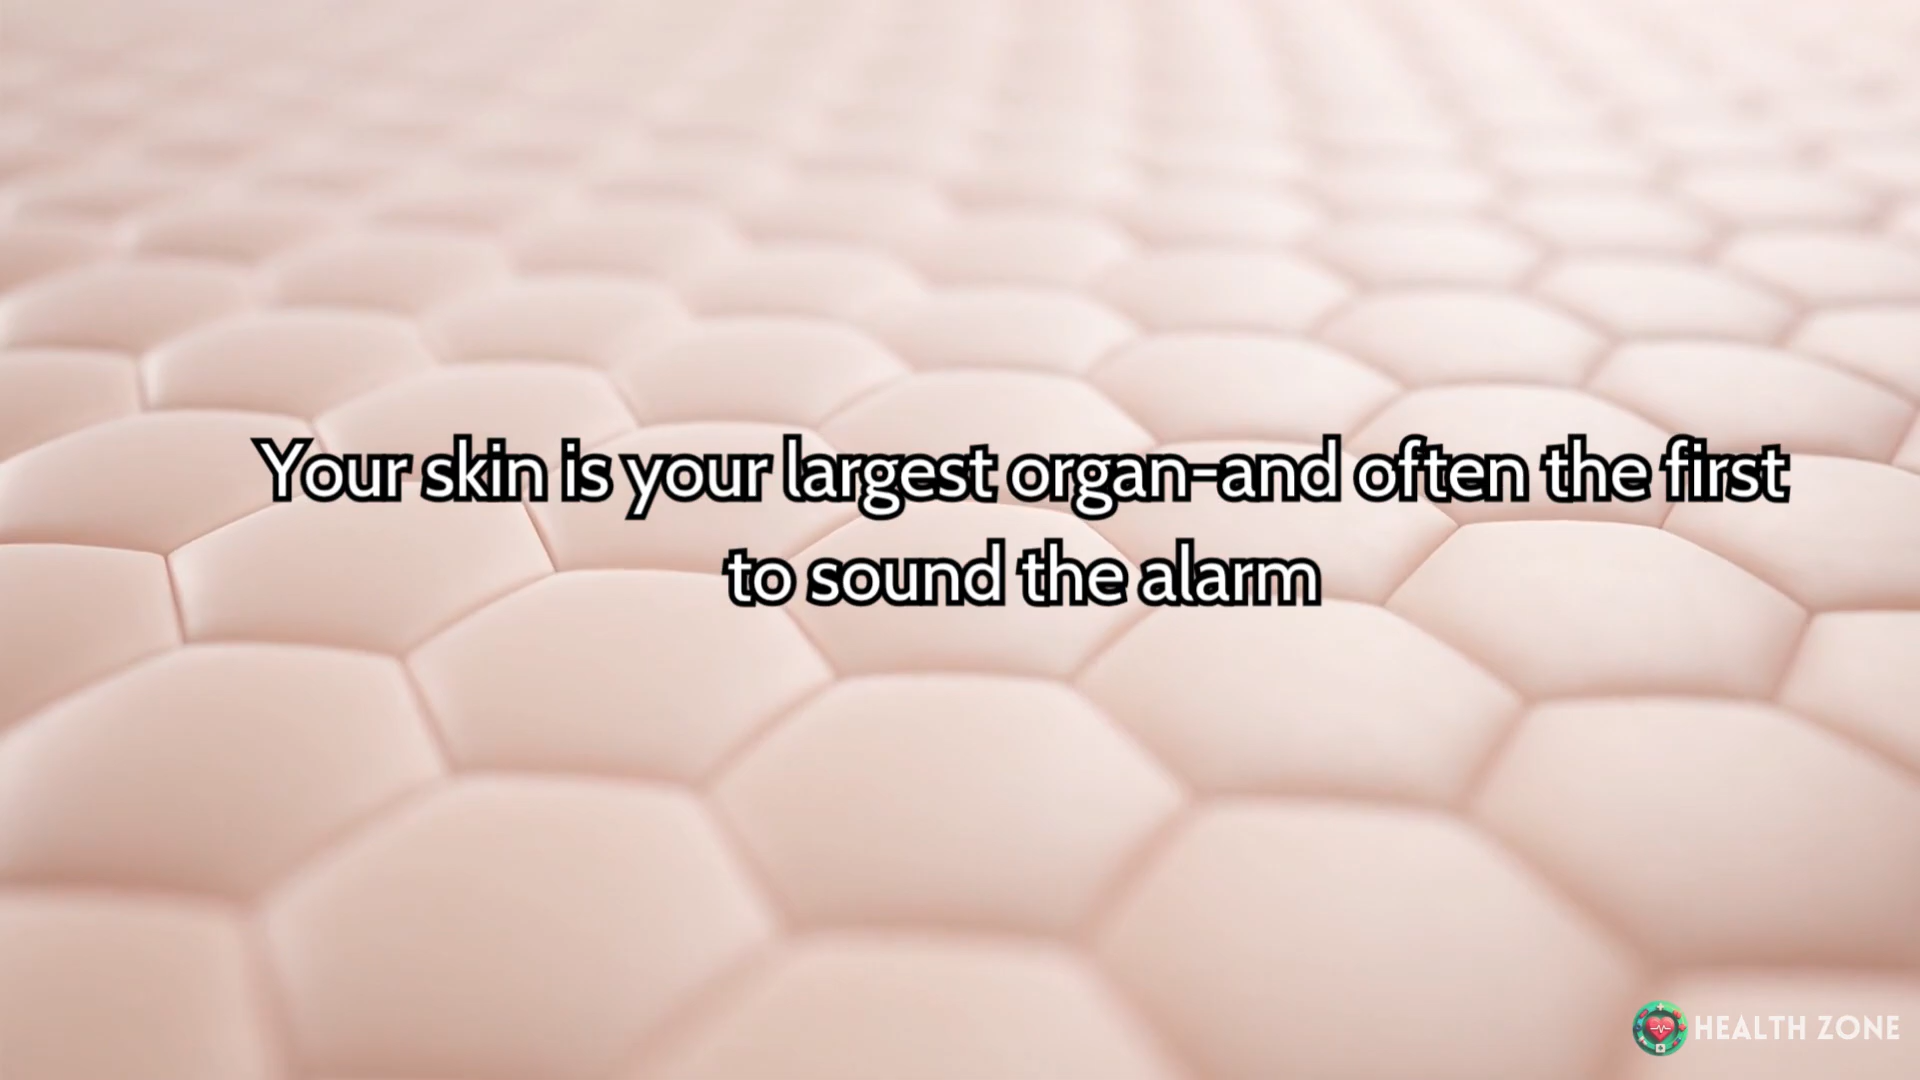 Your skin is your largest organ-and often the first
to sound the alarm
HEALTH ZONE